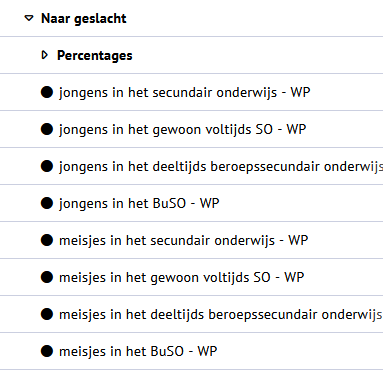 Naar geslacht
Percentages
jongens in het secundair onderwijs - WP
jongens in het gewoon voltijds SO - WP
jongens in het deeltijds beroepssecundair onderwijs
jongens in het BuSO - WP
meisjes in het secundair onderwijs - WP
meisjes in het gewoon voltijds SO - WP
meisjes in het deeltijds beroepssecundair onderwijs
meisjes in het BuSO - WP